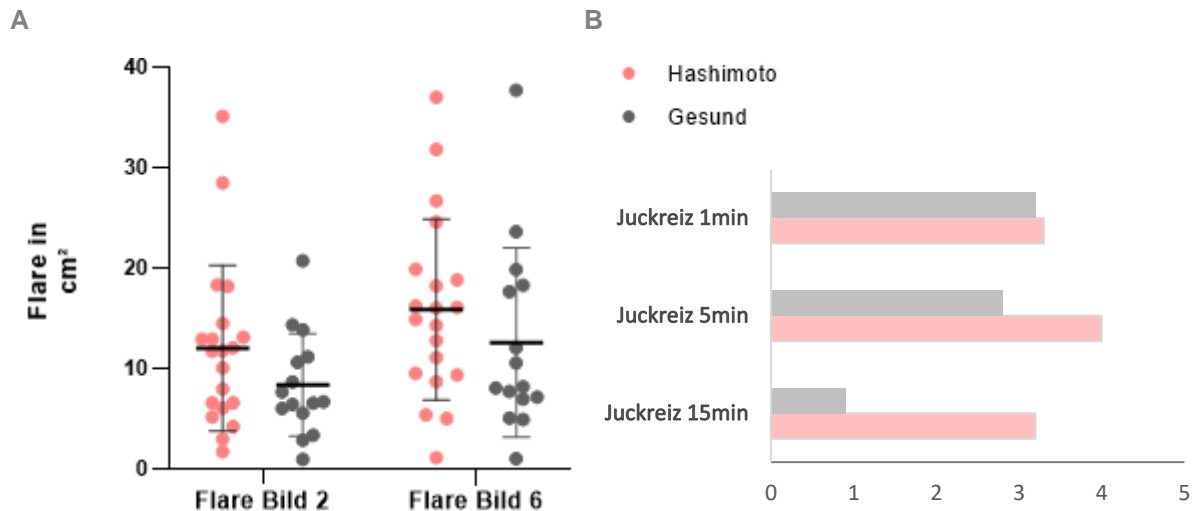 A
40
30
20
10
0
Flare in
cm²
Flare Bild 2
Flare Bild 6
B
Hashimoto
Gesund
Juckreiz 1min
Juckreiz 5min
Juckreiz 15min
0 1 2 3 4 5